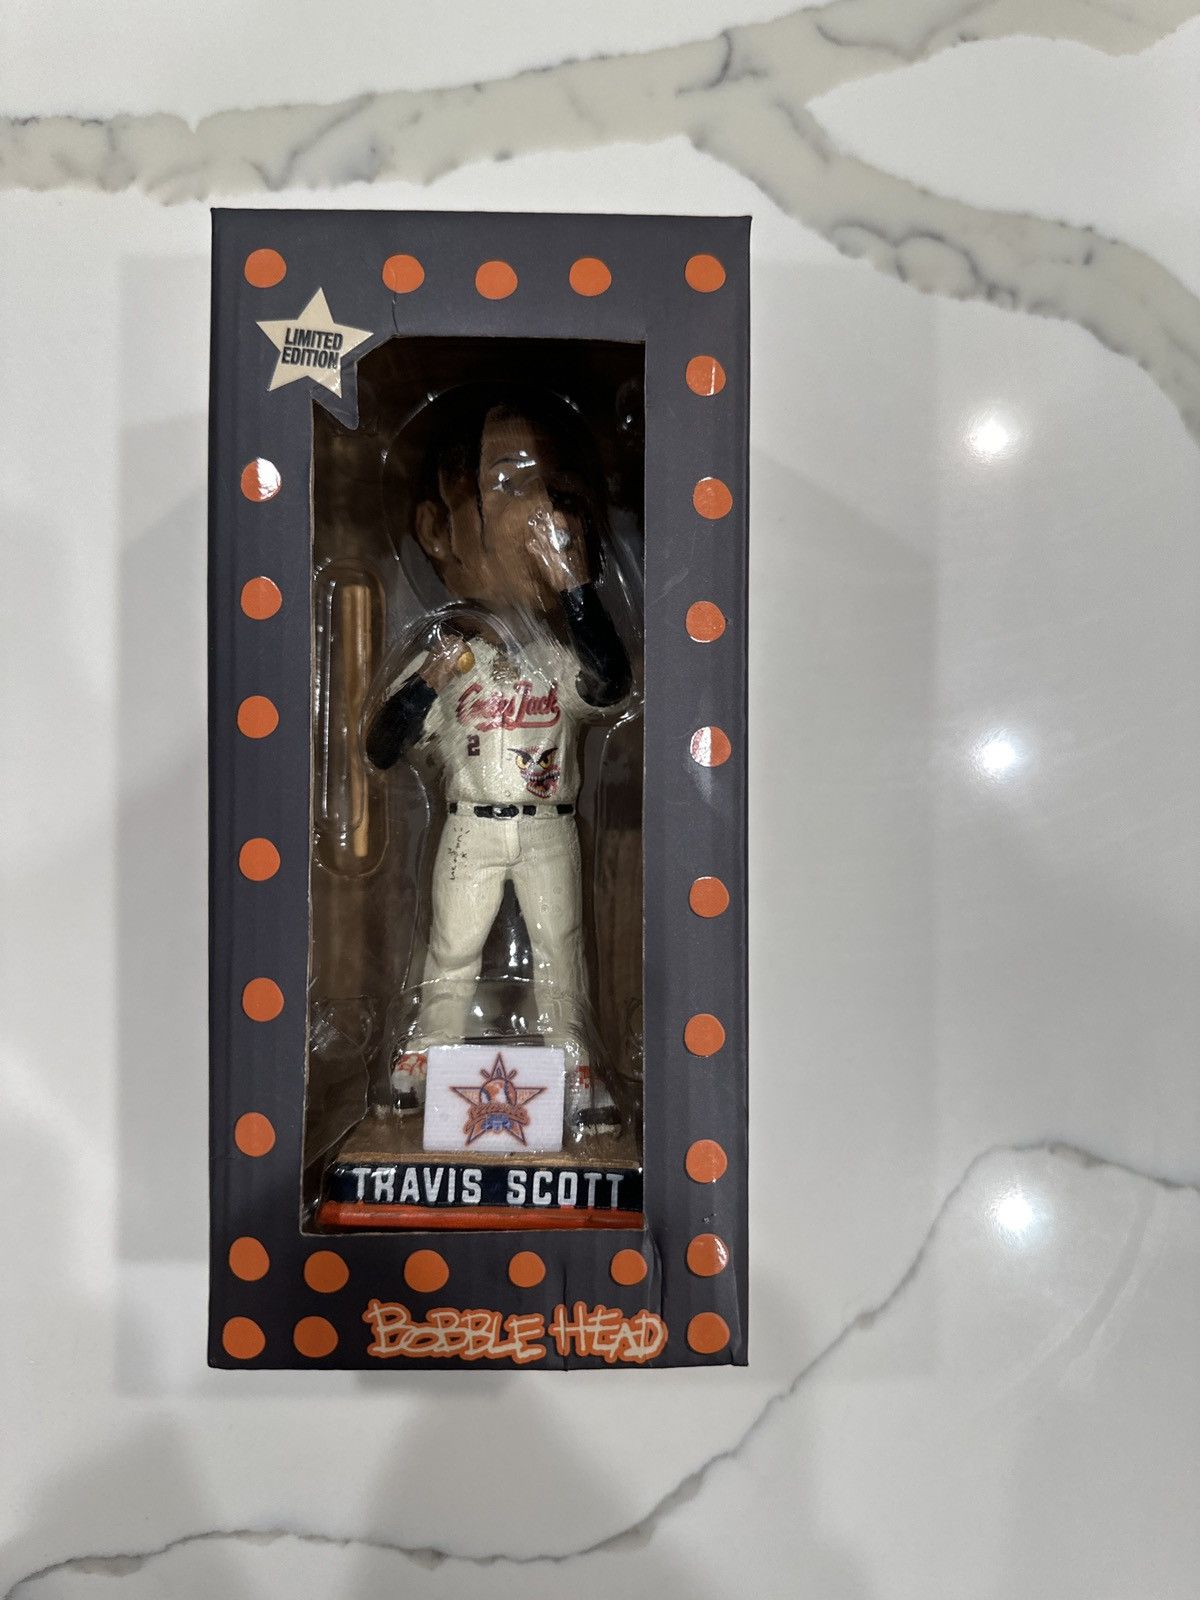 LIMITED
EDITION
Cactus Jack
2
TRAVIS SCOTT
BOBBLE HEAD